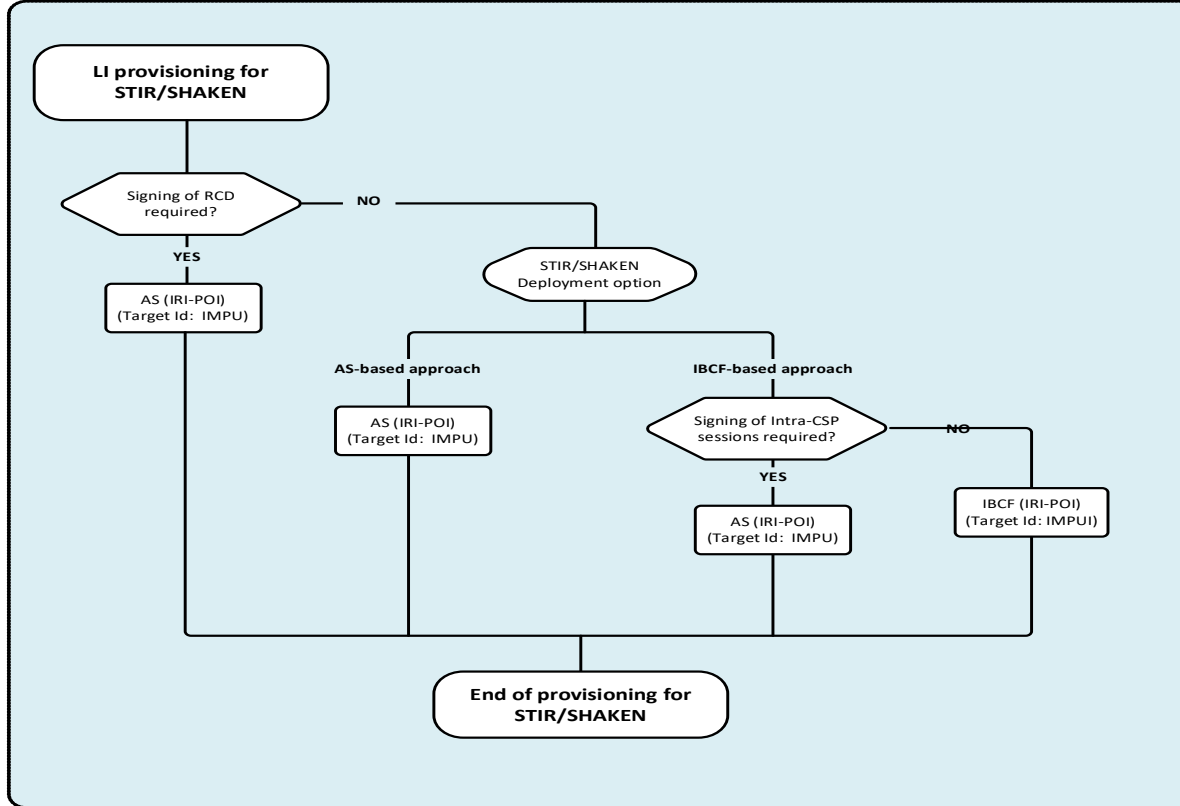 LI provisioning for
STIR/SHAKEN
Signing of RCD
required?
NO
YES
STIR/SHAKEN
Deployment option
AS (IRI-POI)
(Target Id: IMPU)
AS-based approach
IBCF-based approach
AS (IRI-POI)
(Target Id: IMPU)
Signing of Intra-CSP
sessions required?
NO
YES
AS (IRI-POI)
(Target Id: IMPU)
IBCF (IRI-POI)
(Target Id: IMPUI)
End of provisioning for
STIR/SHAKEN